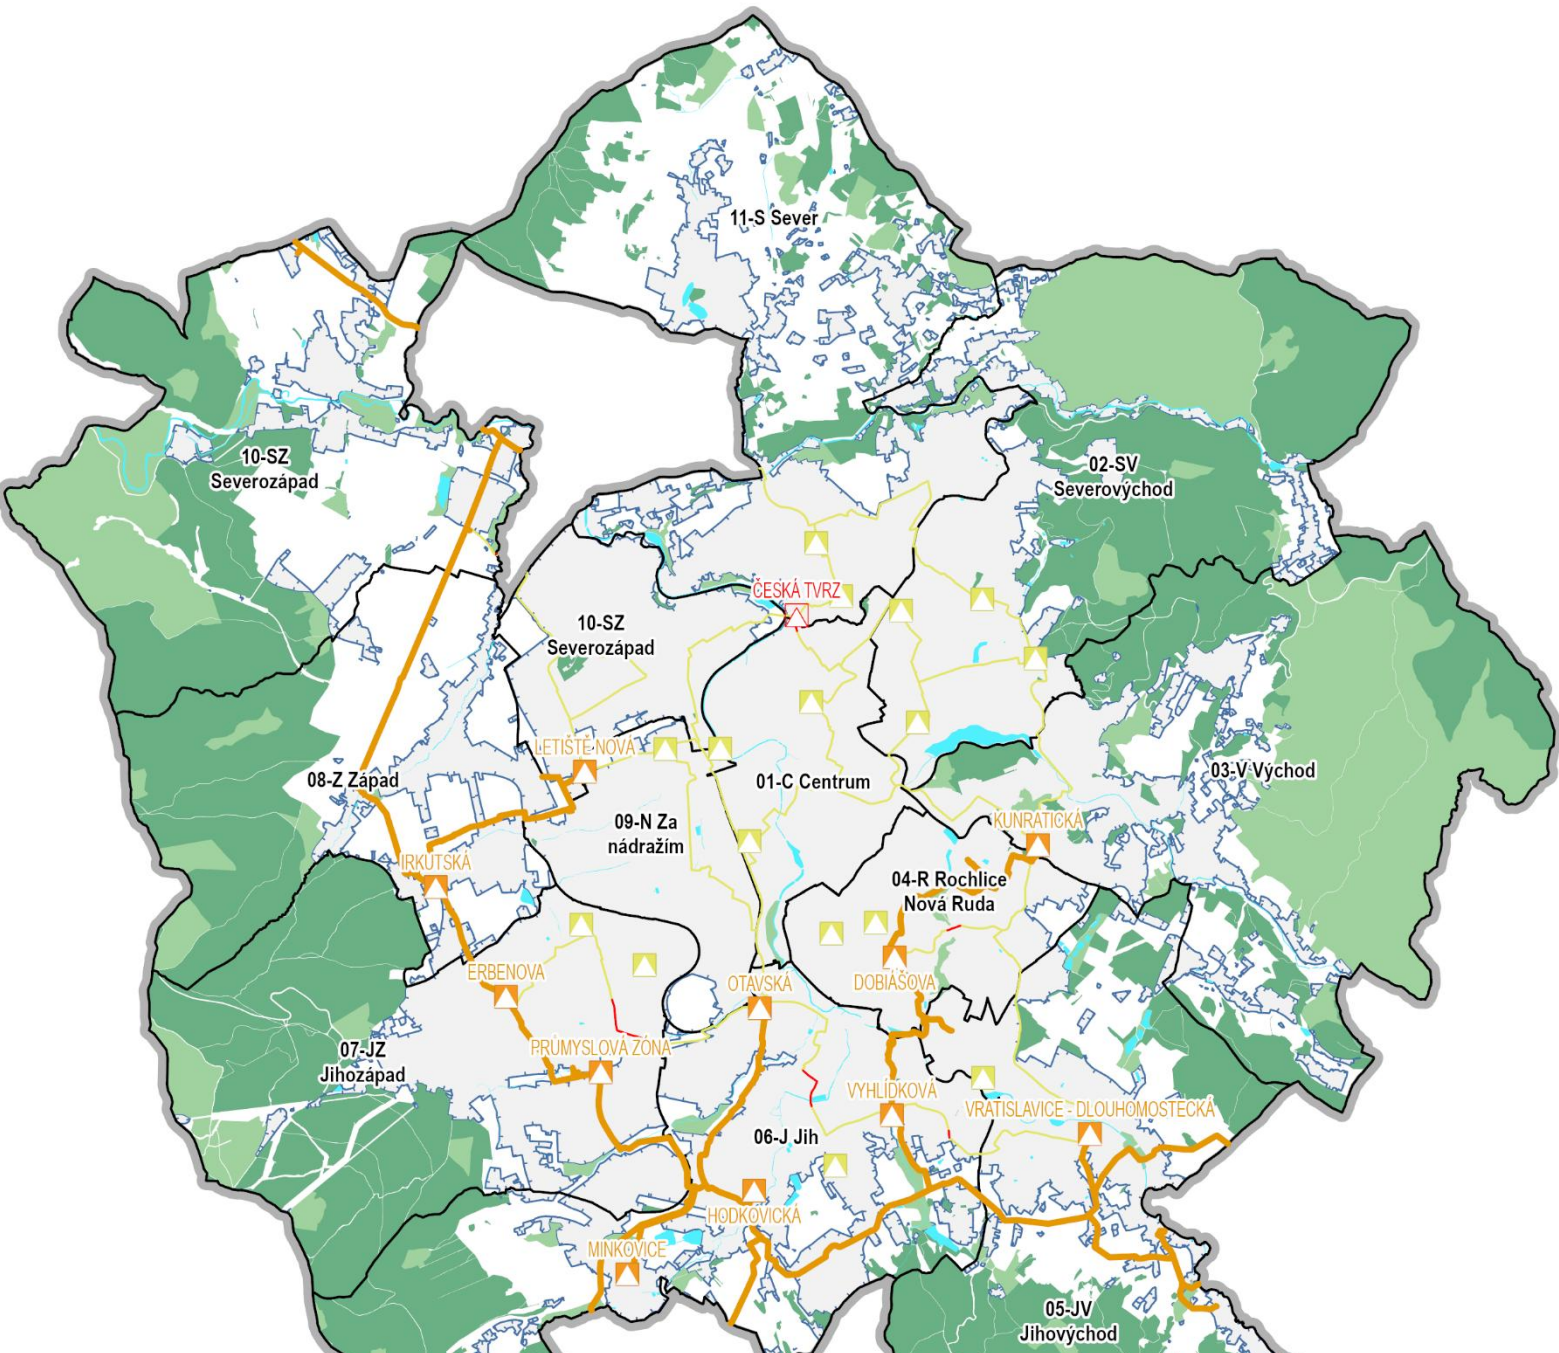 11-S Sever
10-SZ
Severozápad
02-SV
Severovýchod
ČESKÁ TVRZ
10-SZ
Severozápad
LETIŠTĚ NOVÁ
08-Z Západ
01-C Centrum
03-V Východ
09-N Za
nádražím
KUNRATICKÁ
IRKUTSKÁ
04-R Rochlice
Nová Ruda
ERBENOVA
OTAVSKÁ
DOBIÁŠOVA
07-JZ
Jihozápad
PRŮMYSLOVÁ ZÓNA
VYHLÍDKOVÁ
VRATISLAVICE - DLOUHOMOSTECKÁ
06-J Jih
HODKOVICKÁ
MINKOVICE
05-JV
Jihovýchod